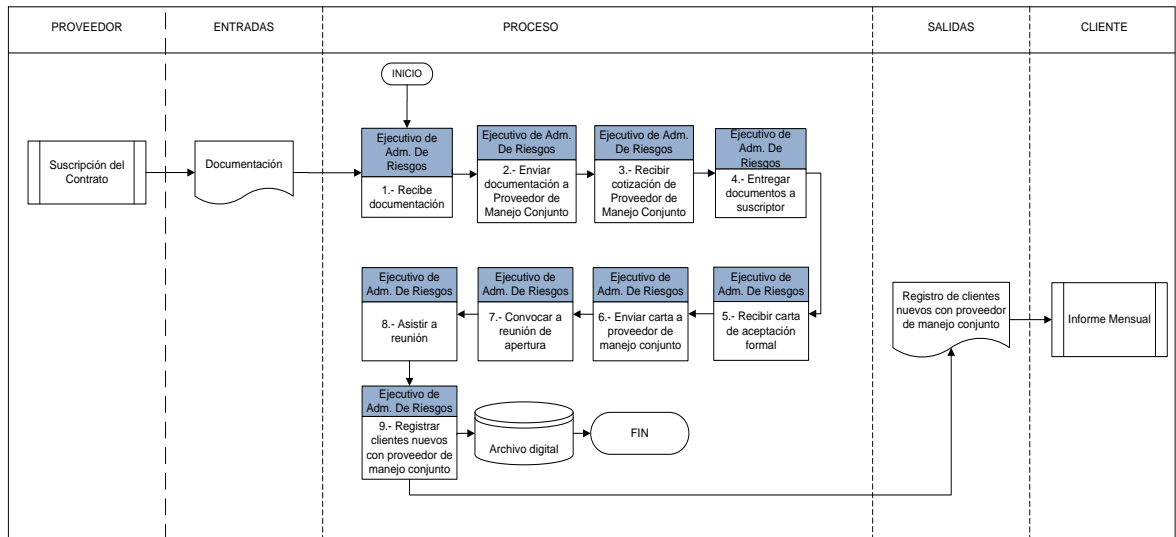 PROVEEDOR
ENTRADAS
PROCESO
SALIDAS
CLIENTE
INICIO
Suscripción del
Contrato
Documentación
Ejecutivo de
Adm. De
Riesgos
1.- Recibe
documentación
Ejecutivo de Adm.
De Riesgos
2.- Enviar
documentación a
Proveedor de
Manejo Conjunto
Ejecutivo de Adm.
De Riesgos
3.- Recibir
cotización de
Proveedor de
Manejo Conjunto
Ejecutivo de
Adm. De
Riesgos
4.- Entregar
documentos a
suscriptor
Ejecutivo de
Adm. De Riesgos
5.- Recibir carta
de aceptación
formal
Ejecutivo de
Adm. De Riesgos
6.- Enviar carta a
proveedor de
manejo conjunto
Ejecutivo de
Adm. De Riesgos
7.- Convocar a
reunión de
apertura
Ejecutivo de
Adm. De Riesgos
8.- Asistir a
reunión
Ejecutivo de
Adm. De Riesgos
9.- Registrar
clientes nuevos
con proveedor de
manejo conjunto
Archivo digital
FIN
Registro de clientes
nuevos con proveedor
de manejo conjunto
Informe Mensual